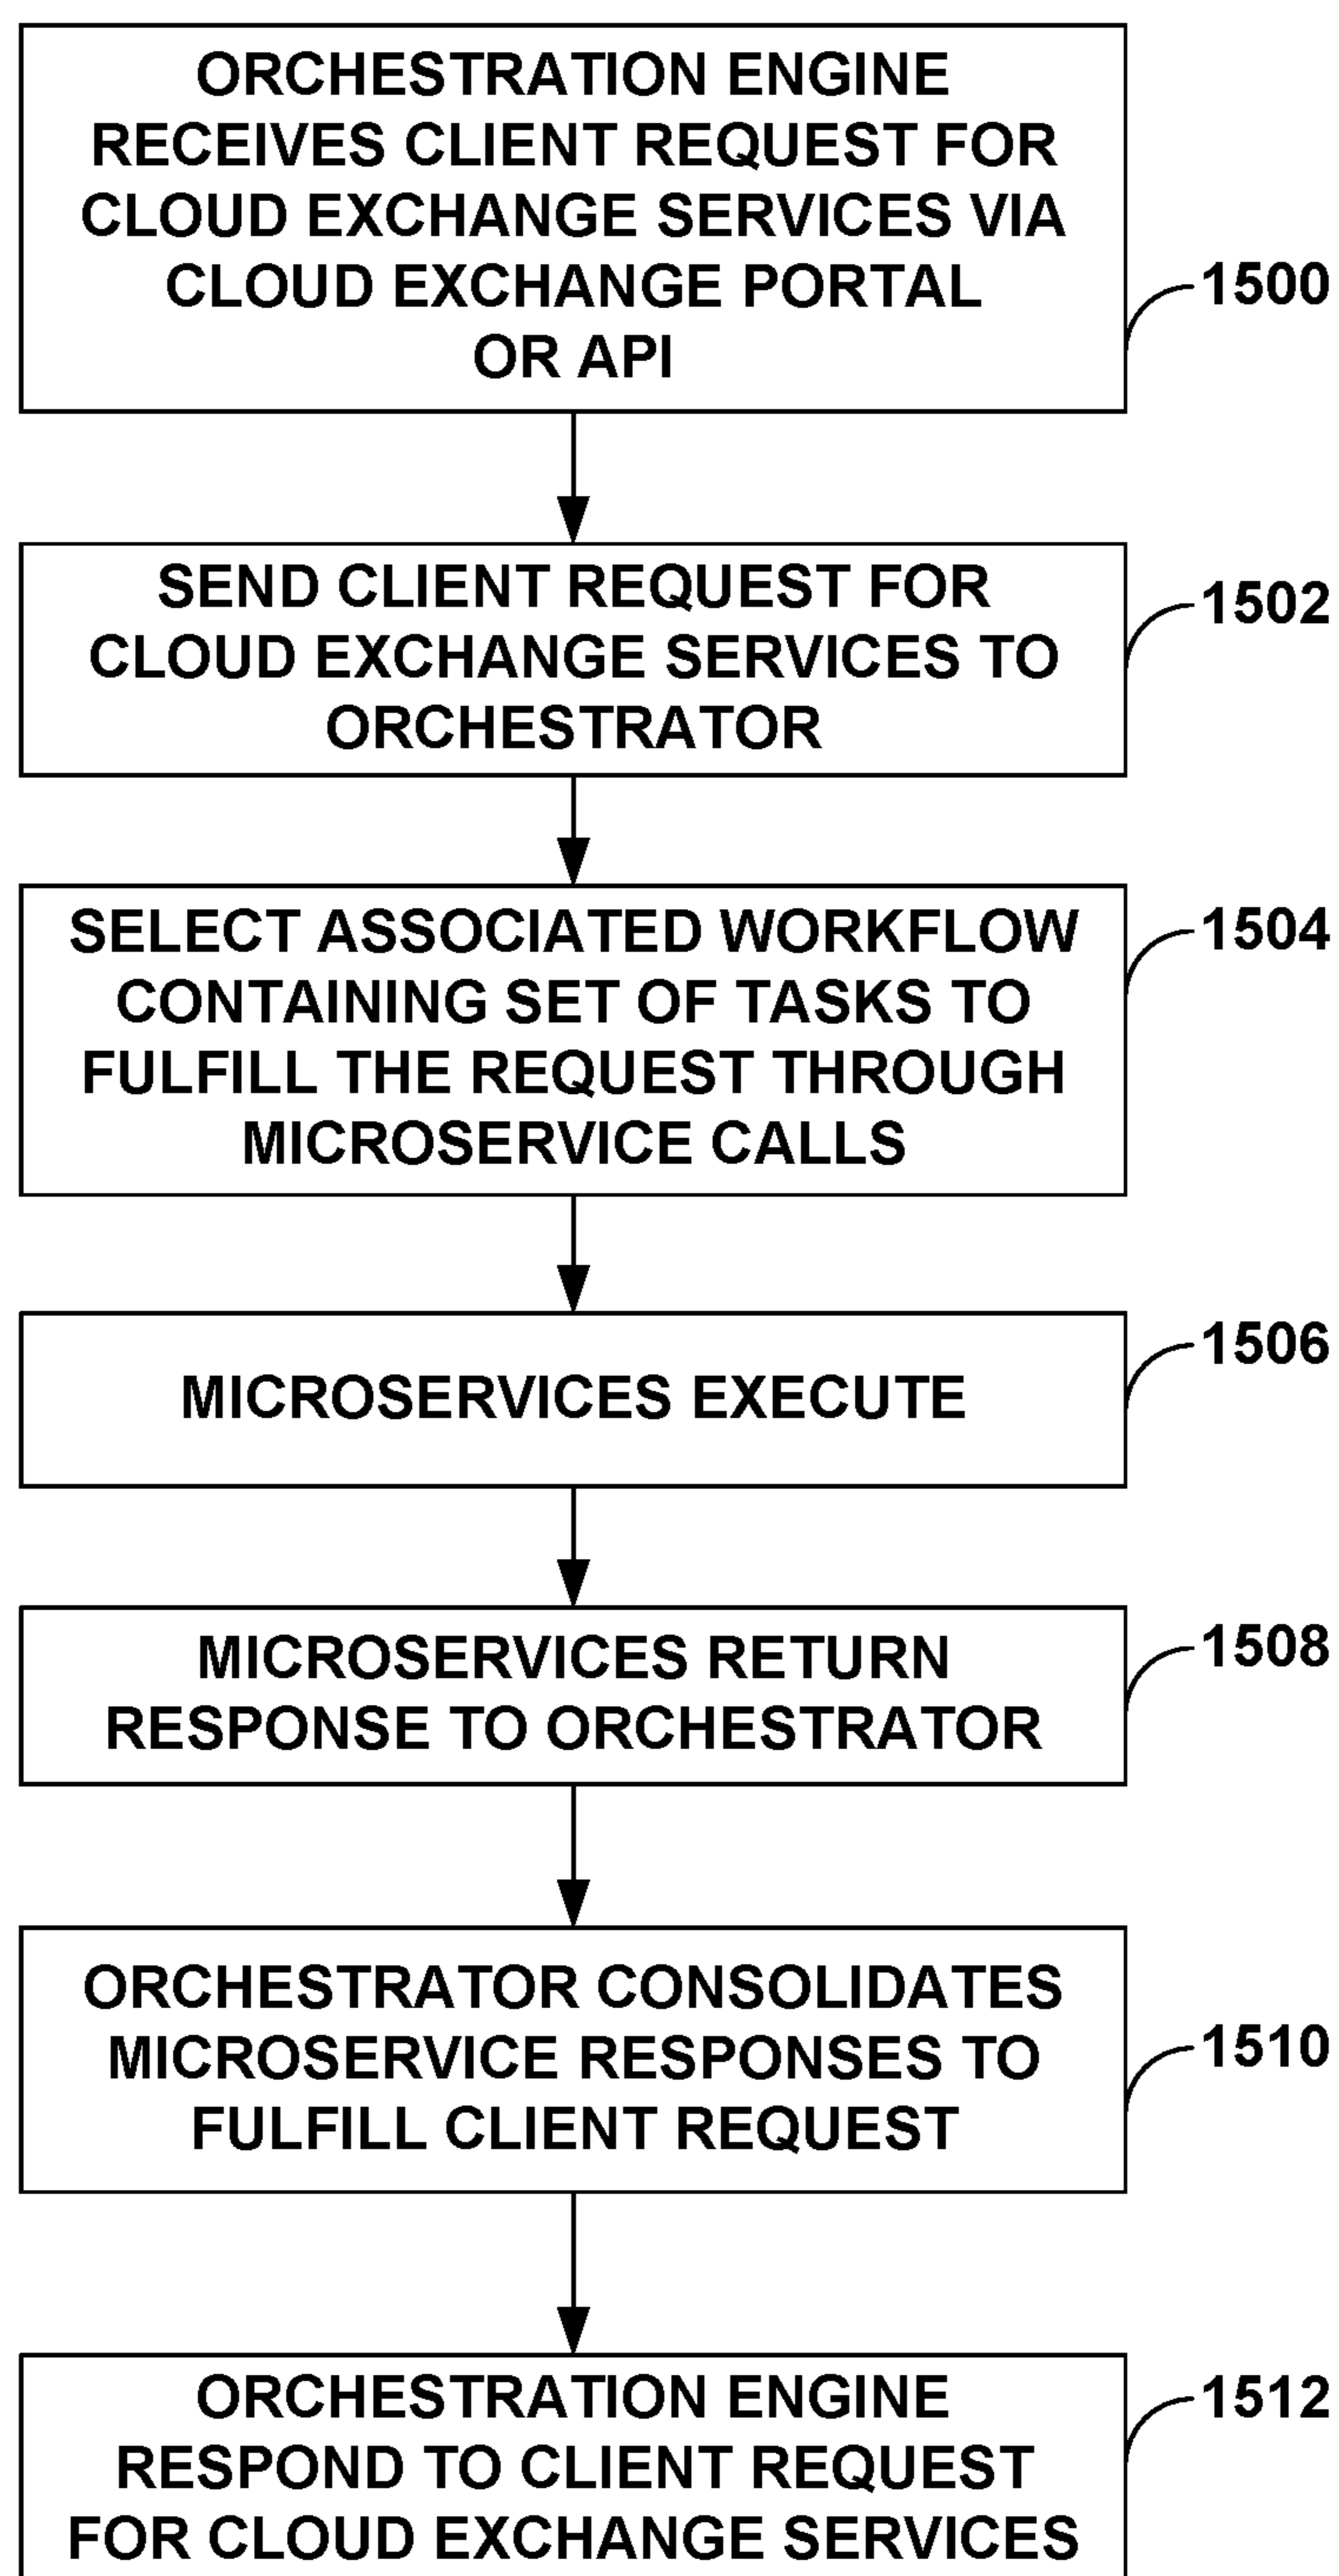 ORCHESTRATION ENGINE
RECEIVES CLIENT REQUEST FOR
CLOUD EXCHANGE SERVICES VIA
CLOUD EXCHANGE PORTAL
OR API
1500
SEND CLIENT REQUEST FOR
CLOUD EXCHANGE SERVICES TO
ORCHESTRATOR
1502
SELECT ASSOCIATED WORKFLOW
CONTAINING SET OF TASKS TO
FULFILL THE REQUEST THROUGH
MICROSERVICE CALLS
1504
MICROSERVICES EXECUTE
1506
MICROSERVICES RETURN
RESPONSE TO ORCHESTRATOR
1508
ORCHESTRATOR CONSOLIDATES
MICROSERVICE RESPONSES TO
FULFILL CLIENT REQUEST
1510
ORCHESTRATION ENGINE
RESPOND TO CLIENT REQUEST
FOR CLOUD EXCHANGE SERVICES
1512